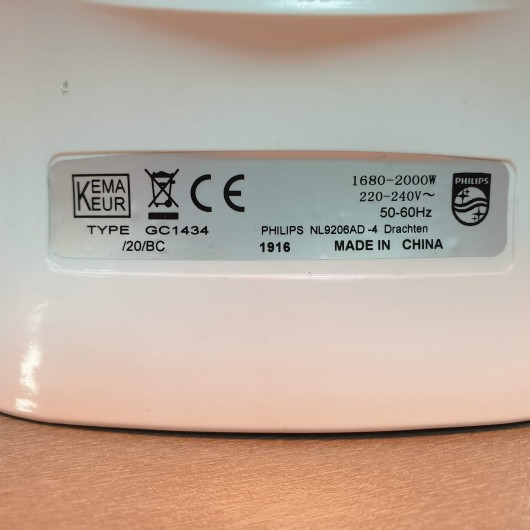 KEMA
KEUR
CE
1680-2000W
220-240V~
50-60Hz
PHILIPS
TYPE GC1434
/20/BC
PHILIPS NL9206AD -4 Drachten
1916 MADE IN CHINA